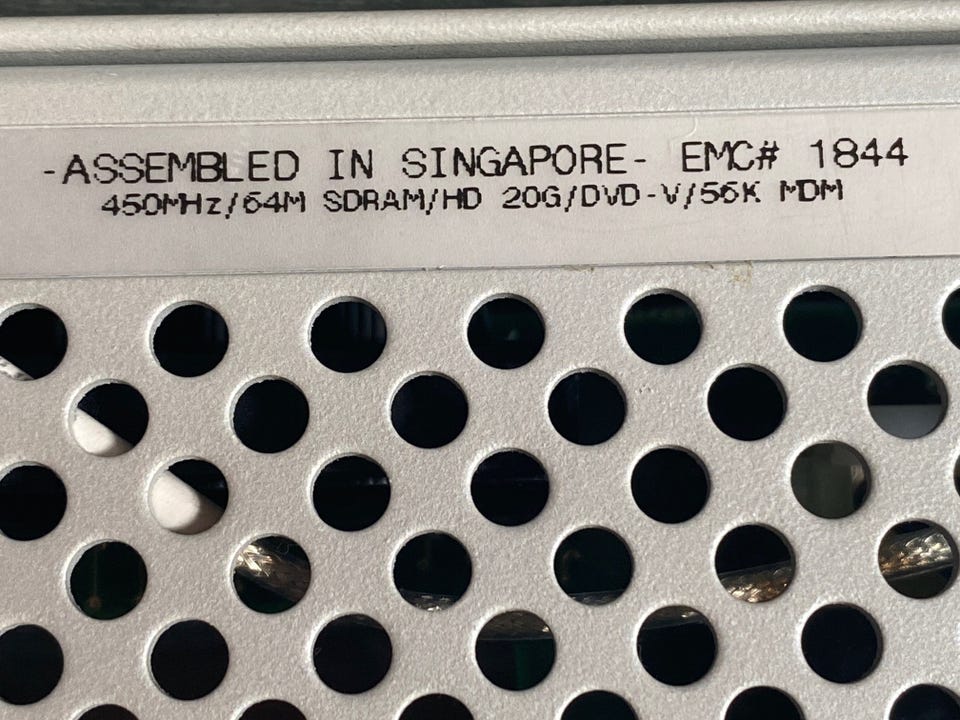 -ASSEMBLED IN SINGAPORE- EMC# 1844
450MHz/64M SDRAM/HD 20G/DVD-V/56K MDM